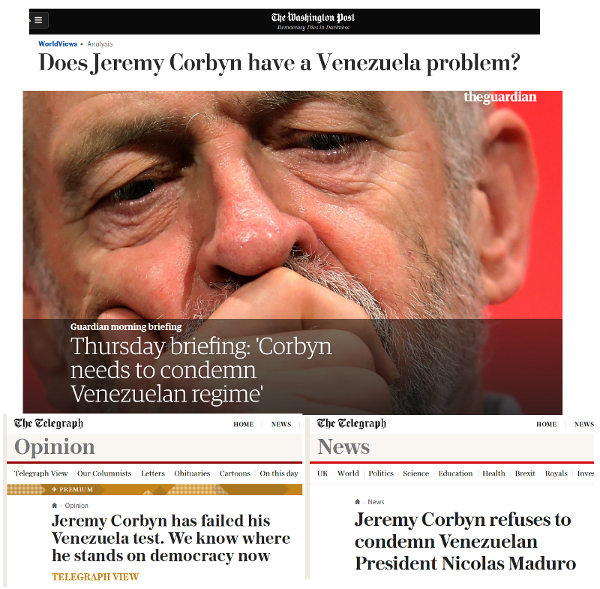 The Washington Post
Democracy Dies in Darkness
WorldViews • Analysis
Does Jeremy Corbyn have a Venezuela problem?
theguardian
Guardian morning briefing
Thursday briefing: 'Corbyn
needs to condemn
Venezuelan regime'
The Telegraph
HOME NEWS
Opinion
Telegraph View Our Columnists Letters Obituaries Cartoons On this day
PREMIUM
Opinion
Jeremy Corbyn has failed his
Venezuela test. We know where
he stands on democracy now
TELEGRAPH VIEW
The Telegraph
HOME NEWS
News
UK World Politics Science Education Health Brexit Royals Inves
News
Jeremy Corbyn refuses to
condemn Venezuelan
President Nicolas Maduro